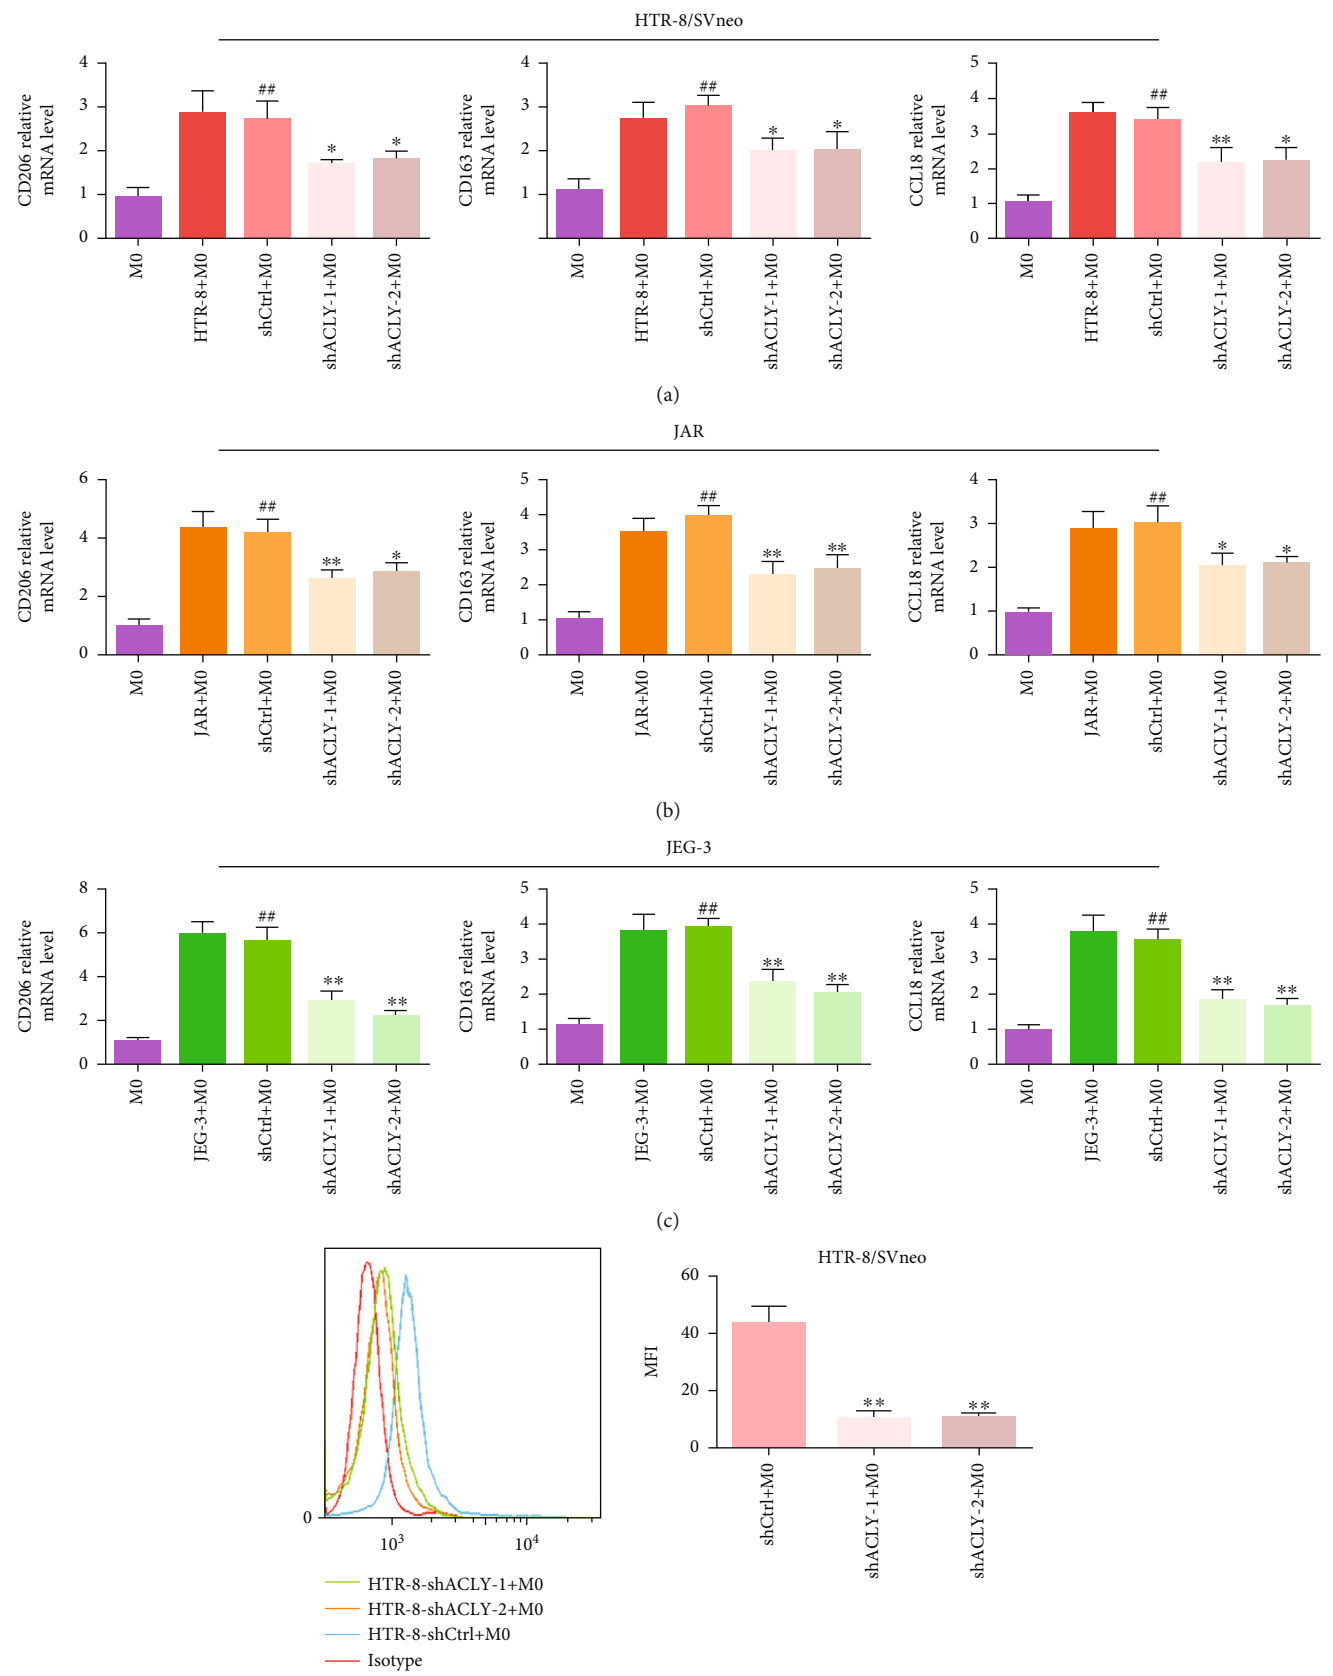 HTR-8/SVneo
CD206 relative
mRNA level
4
3
2
1
0
##
*
*
M0
HTR-8+M0
shCtrl+M0
shACLY-1+M0
shACLY-2+M0
CD163 relative
mRNA level
4
3
2
1
##
*
*
M0
HTR-8+M0
shCtrl+M0
shACLY-1+M0
shACLY-2+M0
CCL18 relative
mRNA level
5
4
3
2
1
0
##
**
*
M0
HTR-8+M0
shCtrl+M0
shACLY-1+M0
shACLY-2+M0
(a)
JAR
CD206 relative
mRNA level
6
4
2
0
##
**
*
M0
JAR+M0
shCtrl+M0
shACLY-1+M0
shACLY-2+M0
CD163 relative
mRNA level
5
4
3
2
1
0
##
**
**
M0
JAR+M0
shCtrl+M0
shACLY-1+M0
shACLY-2+M0
CCL18 relative
mRNA level
4
3
2
1
0
##
*
*
M0
JAR+M0
shCtrl+M0
shACLY-1+M0
shACLY-2+M0
(b)
JEG-3
CD206 relative
mRNA level
8
6
4
2
0
##
**
**
M0
JEG-3+M0
shCtrl+M0
shACLY-1+M0
shACLY-2+M0
CD163 relative
mRNA level
5
4
3
2
1
0
##
**
**
M0
JEG-3+M0
shCtrl+M0
shACLY-1+M0
shACLY-2+M0
CCL18 relative
mRNA level
5
4
3
2
1
0
##
**
**
M0
JEG-3+M0
shCtrl+M0
shACLY-1+M0
shACLY-2+M0
(c)
0
10³
10⁴
HTR-8-shACLY-1+M0
HTR-8-shACLY-2+M0
HTR-8-shCtrl+M0
Isotype
HTR-8/SVneo
MFI
60
40
20
0
**
**
shCtrl+M0
shACLY-1+M0
shACLY-2+M0